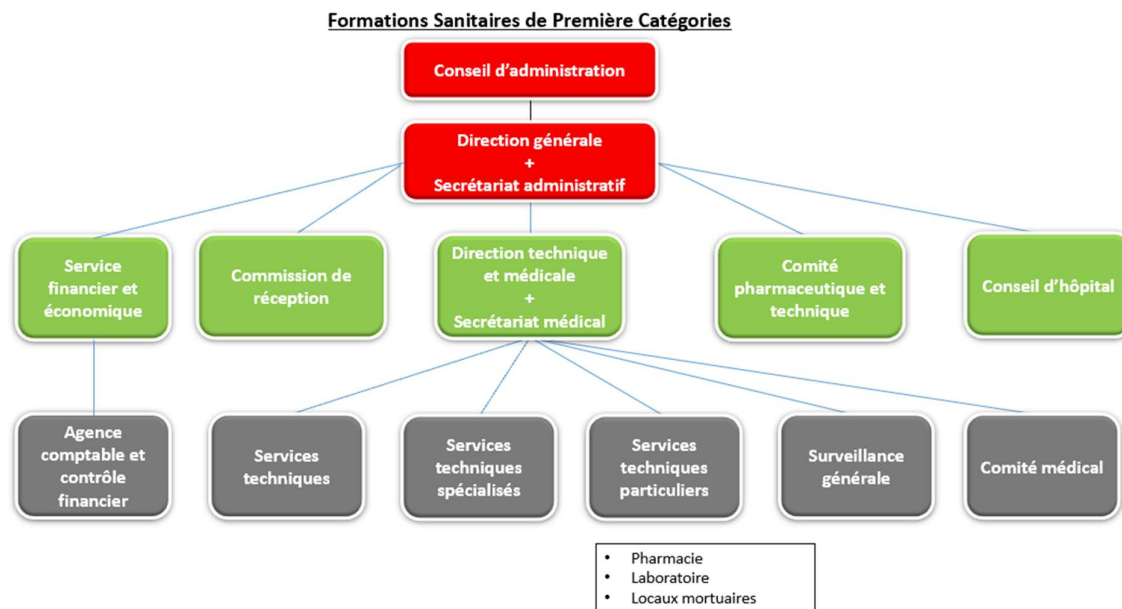 Formations Sanitaires de Première Catégories
Conseil d'administration
Direction générale
+
Secrétariat administratif
Service
financier et
économique
Commission de
réception
Direction technique
et médicale
+
Secrétariat médical
Comité
pharmaceutique et
technique
Conseil d'hôpital
Agence
comptable et
contrôle
financier
Services
techniques
Services
techniques
spécialisés
Services
techniques
particuliers
Surveillance
générale
Comité médical
• Pharmacie
• Laboratoire
• Locaux mortuaires